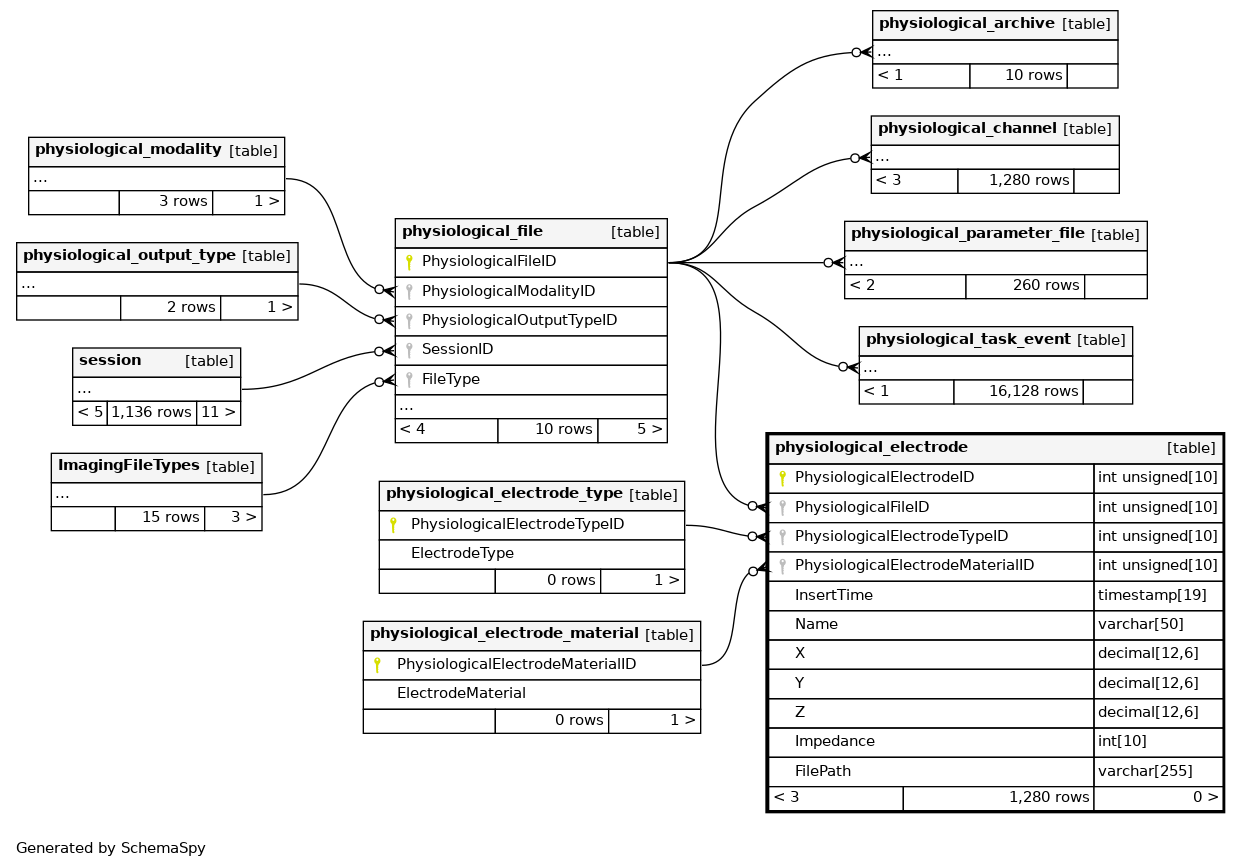 physiological_archive [table]
...
< 1 10 rows
physiological_channel [table]
...
< 3 1,280 rows
physiological_parameter_file [table]
...
< 2 260 rows
physiological_task_event [table]
...
< 1 16,128 rows
physiological_modality [table]
...
3 rows 1 >
physiological_output_type [table]
...
2 rows 1 >
session [table]
...
< 5 1,136 rows 11 >
ImagingFileTypes [table]
...
15 rows 3 >
physiological_file [table]
PhysiologicalFileID
PhysiologicalModalityID
PhysiologicalOutputTypeID
SessionID
FileType
...
< 4 10 rows 5 >
physiological_electrode_type [table]
PhysiologicalElectrodeTypeID
ElectrodeType
0 rows 1 >
physiological_electrode_material [table]
PhysiologicalElectrodeMaterialID
ElectrodeMaterial
0 rows 1 >
physiological_electrode [table]
PhysiologicalElectrodeID int unsigned[10]
PhysiologicalFileID int unsigned[10]
PhysiologicalElectrodeTypeID int unsigned[10]
PhysiologicalElectrodeMaterialID int unsigned[10]
InsertTime timestamp[19]
Name varchar[50]
X decimal[12,6]
Y decimal[12,6]
Z decimal[12,6]
Impedance int[10]
FilePath varchar[255]
< 3 1,280 rows 0 >
Generated by SchemaSpy